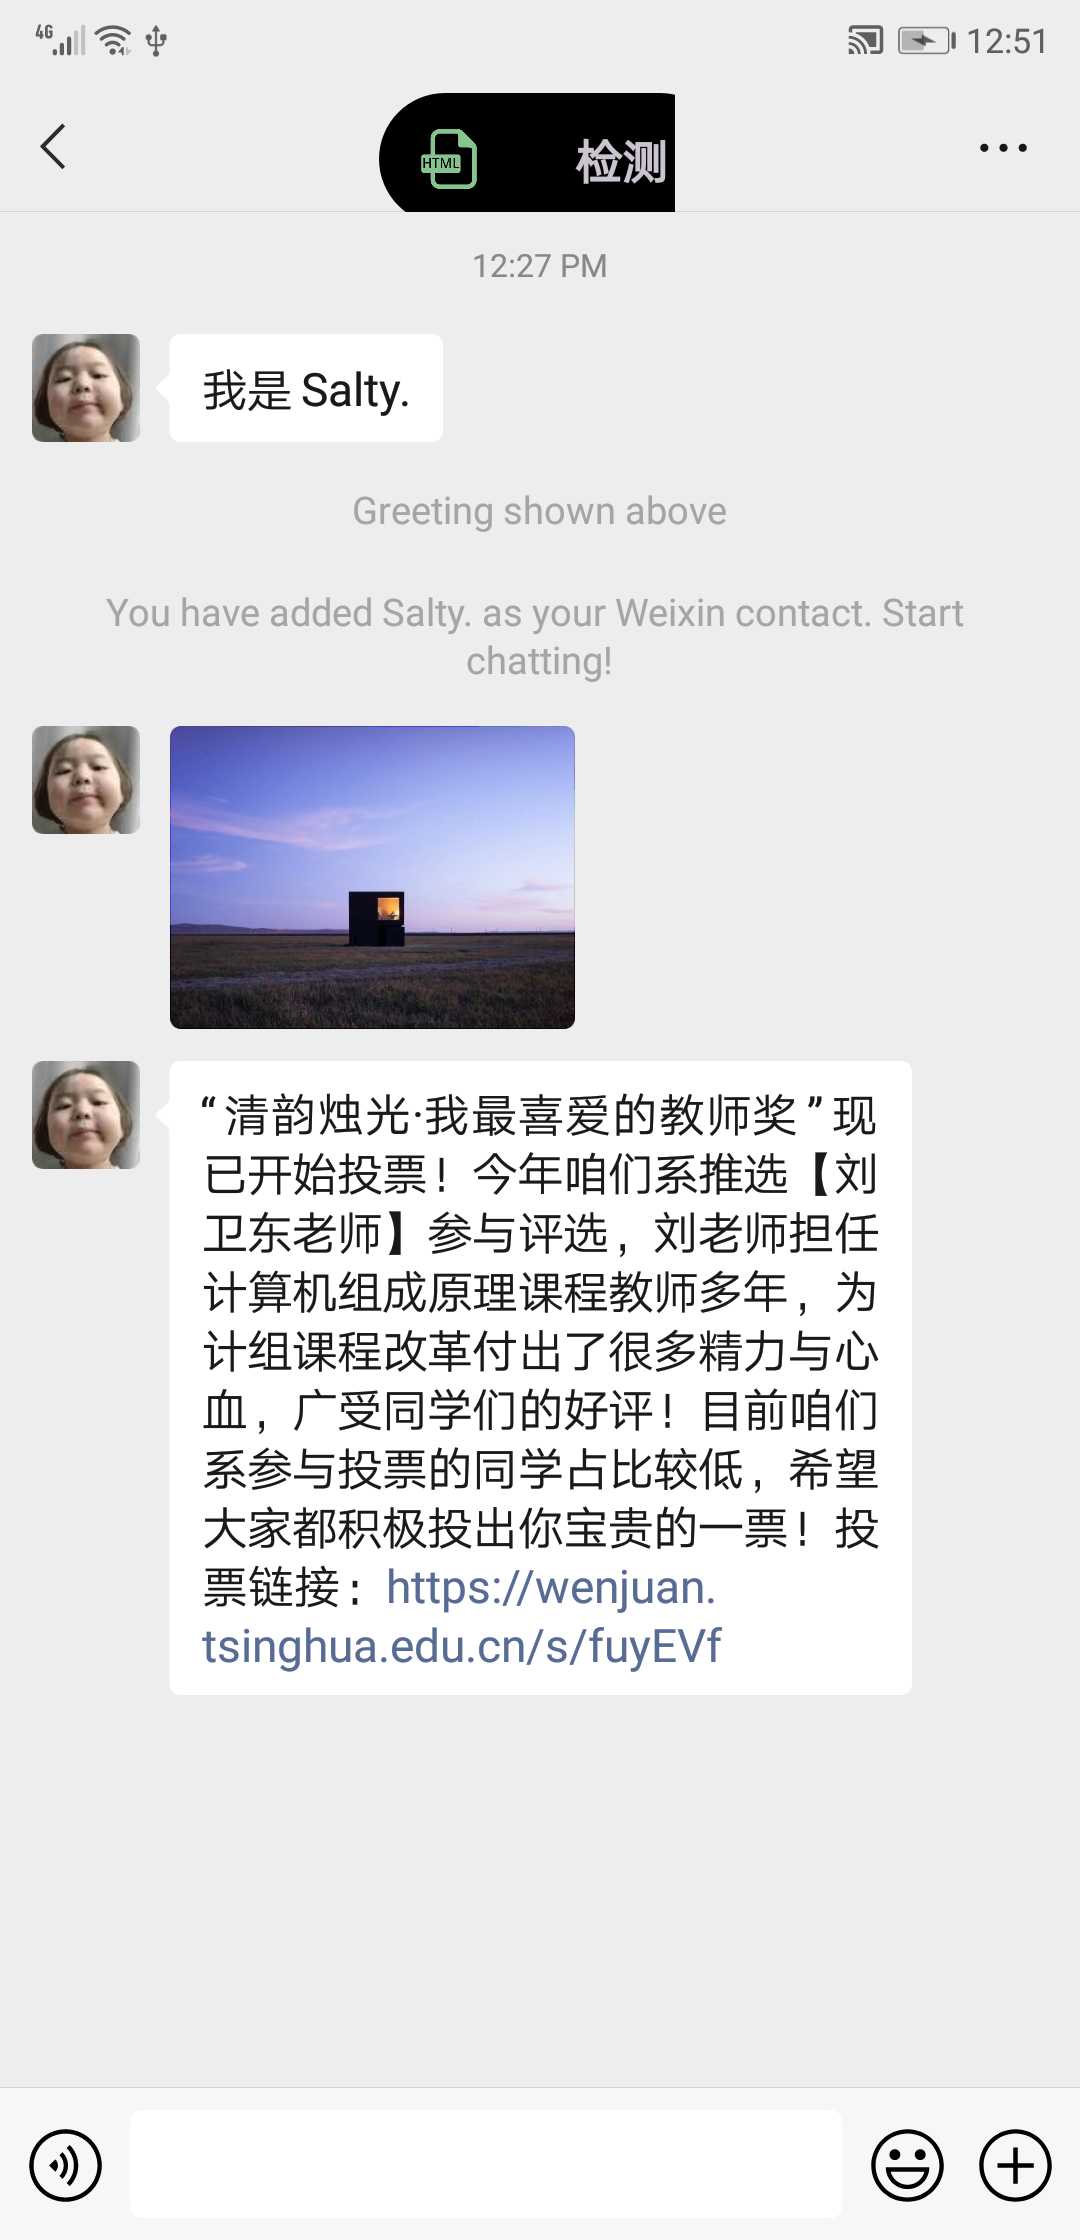 4G
12:51
HTML
检测
12:27 PM
我是 Salty.
Greeting shown above
You have added Salty. as your Weixin contact. Start
chatting!
“清韵烛光·我最喜爱的教师奖”现
已开始投票！今年咱们系推选【刘
卫东老师】参与评选，刘老师担任
计算机组成原理课程教师多年，为
计组课程改革付出了很多精力与心
血，广受同学们的好评！目前咱们
系参与投票的同学占比较低，希望
大家都积极投出你宝贵的一票！投
票链接：https://wenjuan.
tsinghua.edu.cn/s/fuyEVf